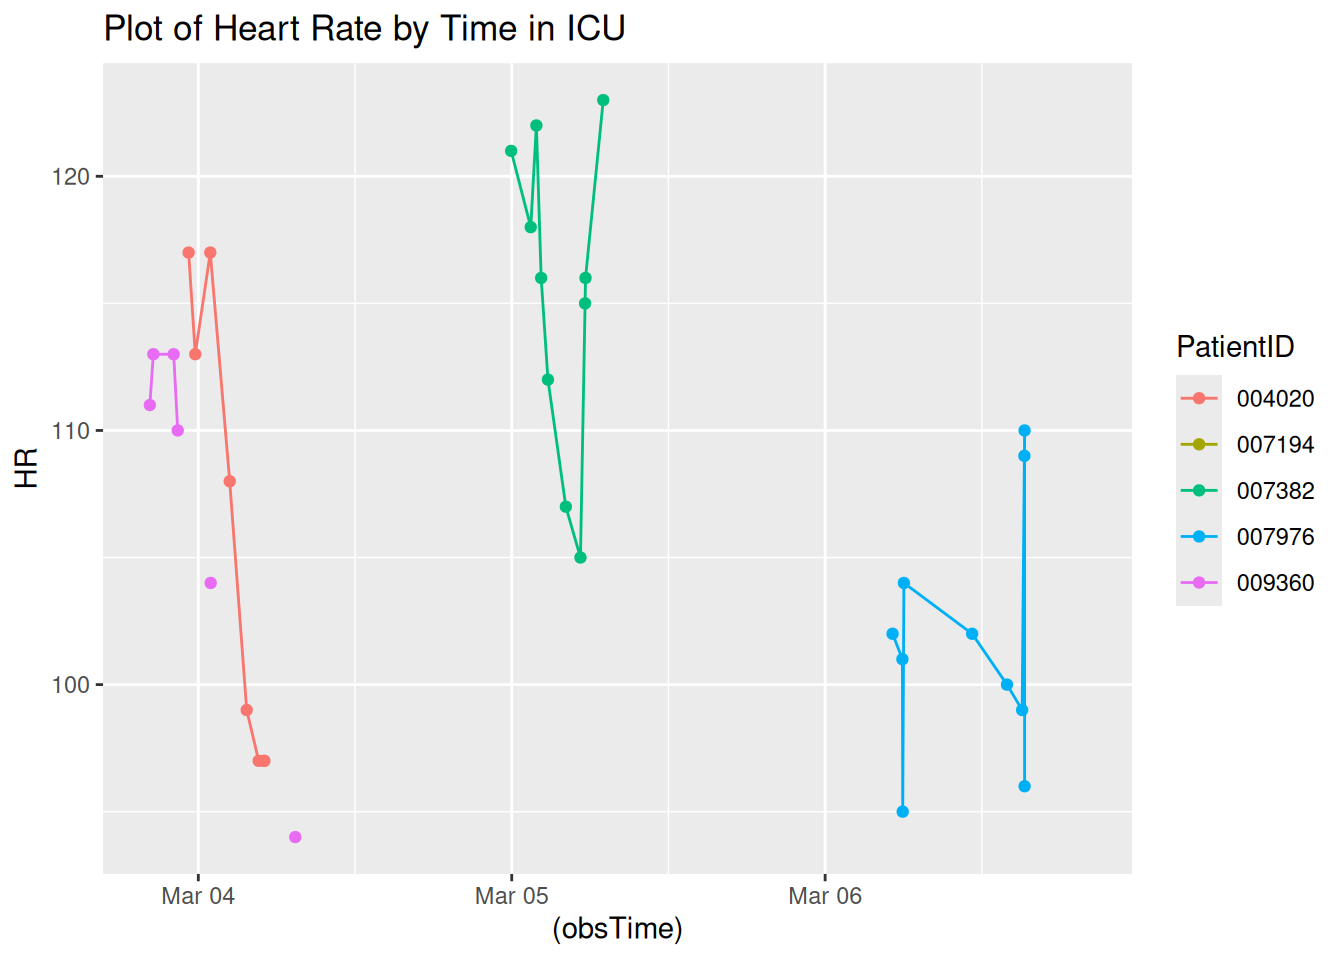 Plot of Heart Rate by Time in ICU
120
110
100
HR
Mar 04
Mar 05
Mar 06
(obsTime)
PatientID
004020
007194
007382
007976
009360